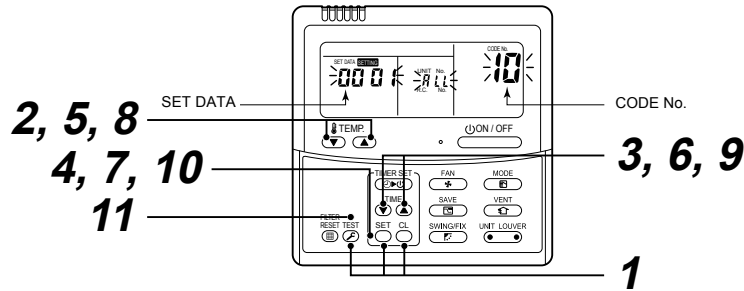 CODE No.
SET DATA SETTING
0001
UNIT No.
ALL
R.C. No.
10
SET DATA
CODE No.
2, 5, 8
TEMP.
ON / OFF
4, 7, 10
3, 6, 9
TIMER SET
FAN
MODE
11
TIME
SAVE
VENT
FILTER
RESET TEST
SET CL
SWING/FIX
UNIT LOUVER
1